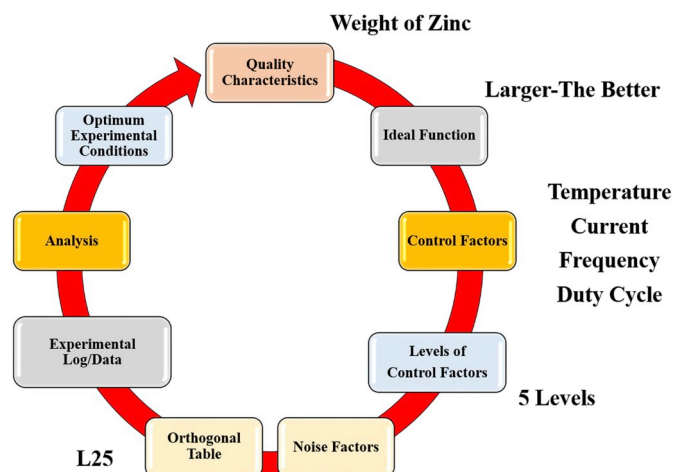 Weight of Zinc
Quality
Characteristics
Larger-The Better
Ideal Function
Temperature
Current
Frequency
Duty Cycle
Control Factors
Levels of
Control Factors
5 Levels
Noise Factors
Orthogonal
Table
L25
Experimental
Log/Data
Analysis
Optimum
Experimental
Conditions